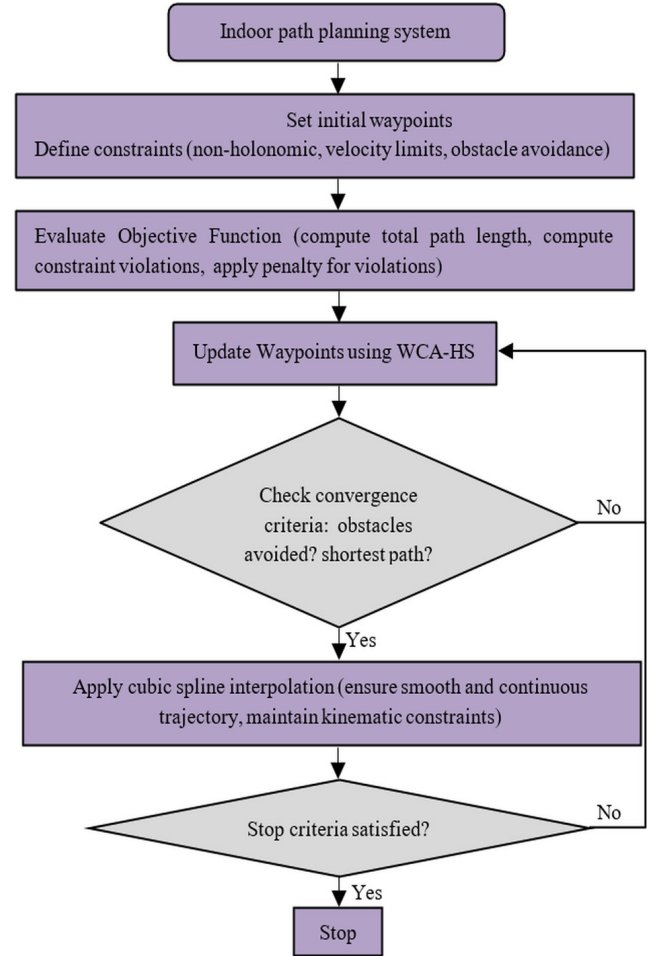 Indoor path planning system
Set initial waypoints
Define constraints (non-holonomic, velocity limits, obstacle avoidance)
Evaluate Objective Function (compute total path length, compute
constraint violations, apply penalty for violations)
Update Waypoints using WCA-HS
Check convergence
criteria: obstacles
avoided? shortest path?
No
Yes
Apply cubic spline interpolation (ensure smooth and continuous
trajectory, maintain kinematic constraints)
Stop criteria satisfied?
No
Yes
Stop